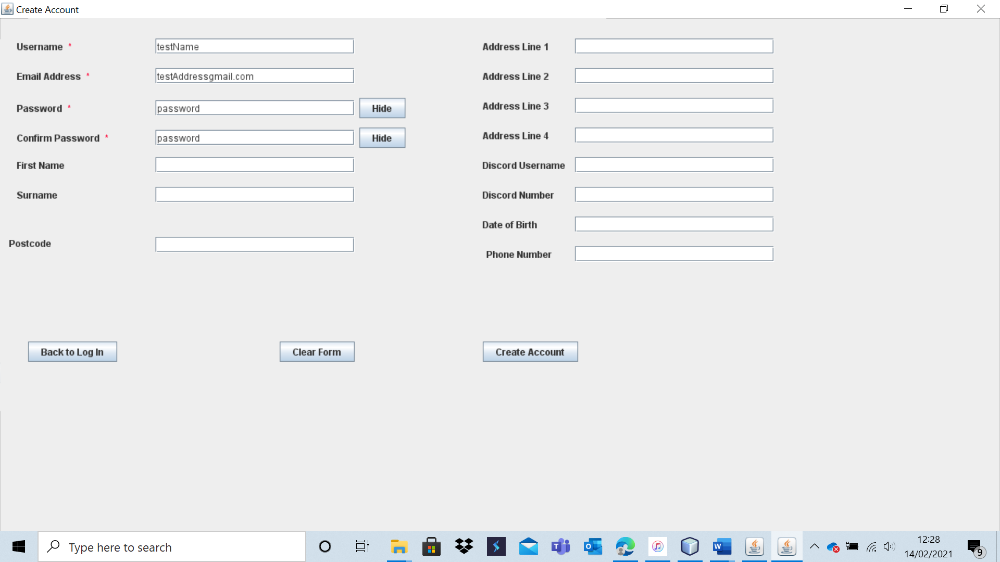 Create Account
Username *
testName
Email Address *
testAddressgmail.com
Password *
password
Hide
Confirm Password *
password
Hide
First Name
Surname
Postcode
Address Line 1
Address Line 2
Address Line 3
Address Line 4
Discord Username
Discord Number
Date of Birth
Phone Number
Back to Log In
Clear Form
Create Account
Type here to search
12:28
14/02/2021
9